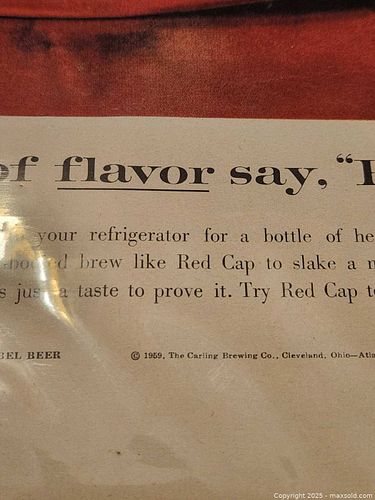 of flavor say, "
your refrigerator for a bottle of he
brew like Red Cap to slake a
s just a taste to prove it. Try Red Cap t
BEL BEER © 1959, The Carling Brewing Co., Cleveland, Ohio—Atla
Copyright 2025 - maxsold.com